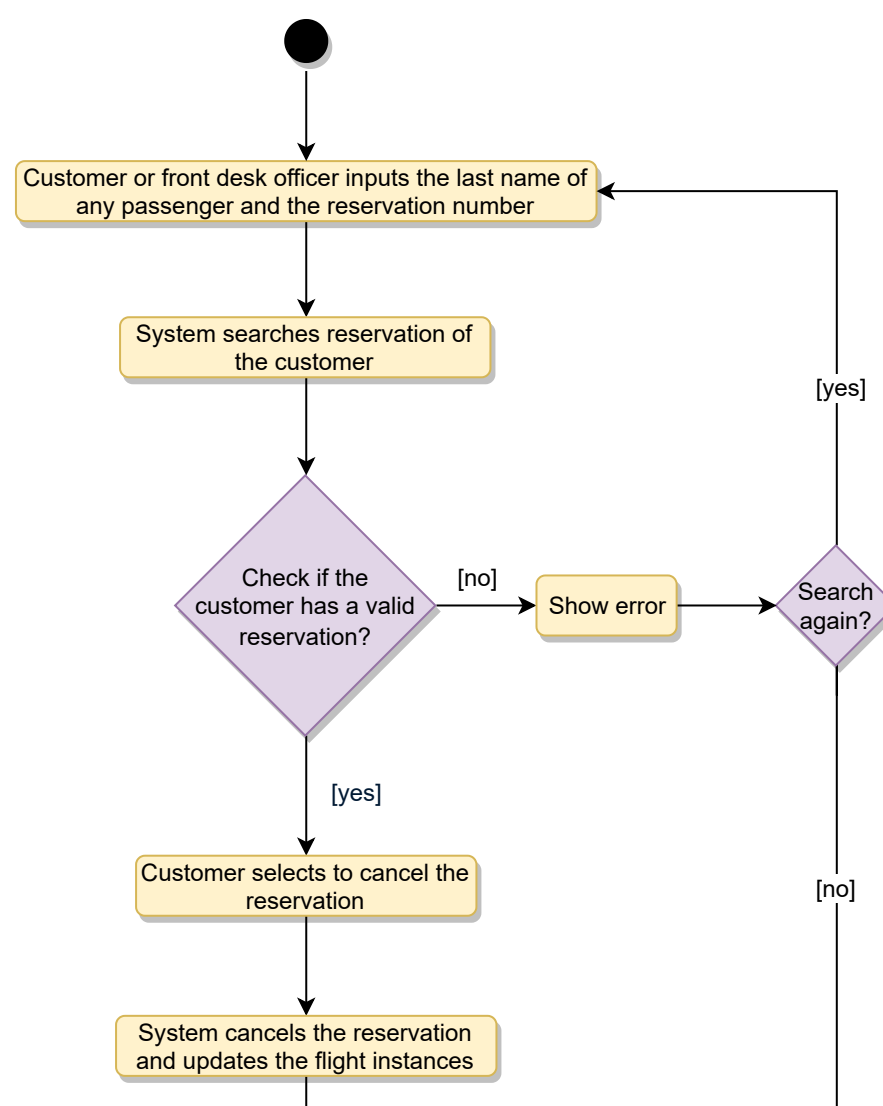 Customer or front desk officer inputs the last name of
any passenger and the reservation number
System searches reservation of
the customer
[yes]
Check if the
customer has a valid
reservation?
[no]
Show error
Search
again?
[yes]
Customer selects to cancel the
reservation
[no]
System cancels the reservation
and updates the flight instances